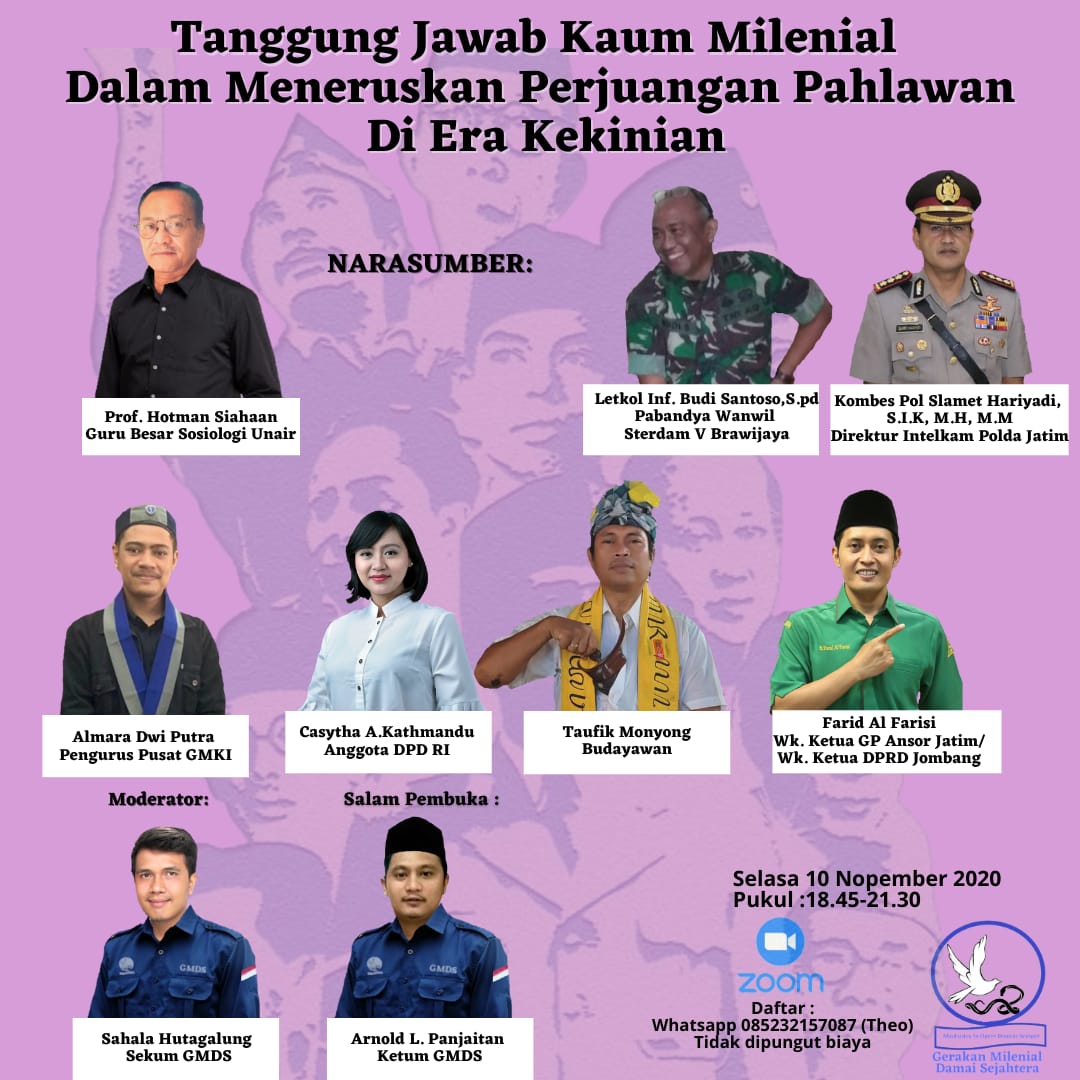 Tanggung Jawab Kaum Milenial
Dalam Meneruskan Perjuangan Pahlawan
Di Era Kekinian
NARASUMBER:
Prof. Hotman Siahaan
Guru Besar Sosiologi Unair
Letkol Inf. Budi Santoso,S.pd
Pabandya Wanwil
Sterdam V Brawijaya
Kombes Pol Slamet Hariyadi,
S.I.K, M.H, M.M
Direktur Intelkam Polda Jatim
Almara Dwi Putra
Pengurus Pusat GMKI
Casytha A.Kathmandu
Anggota DPD RI
Taufik Monyong
Budayawan
Farid Al Farisi
Wk. Ketua GP Ansor Jatim/
Wk. Ketua DPRD Jombang
Moderator:
Salam Pembuka :
GMDS
GMDS
Sahala Hutagalung
Sekum GMDS
Arnold L. Panjaitan
Ketum GMDS
Selasa 10 Nopember 2020
Pukul :18.45-21.30
zoom
Daftar :
Whatsapp 085232157087 (Theo)
Tidak dipungut biaya
Gerakan Milenial
Damai Sejahtera